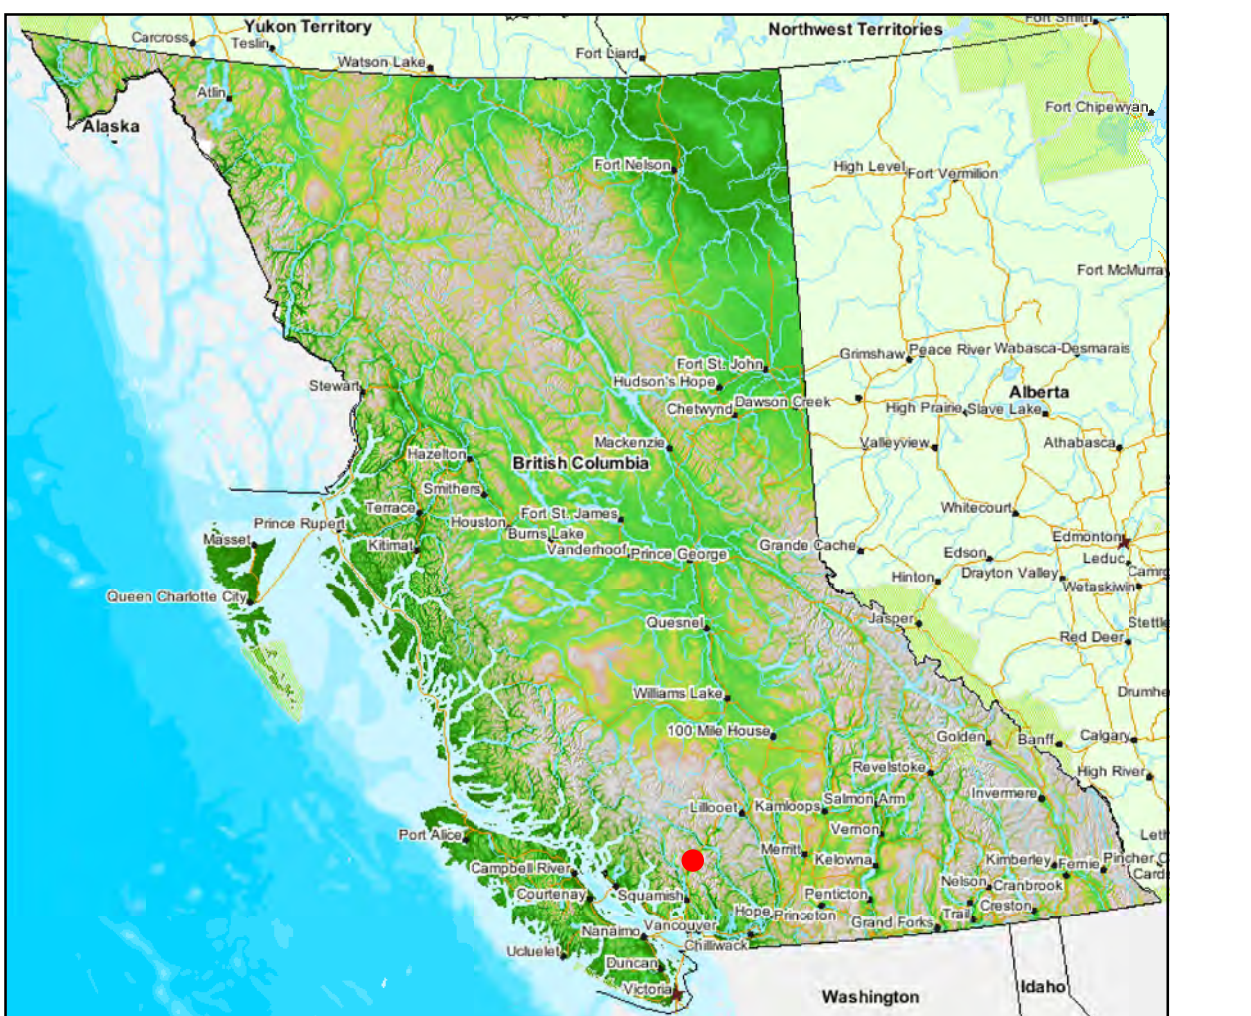 Fort Smith
Yukon Territory
Northwest Territories
Carcross
Teslin
Fort Liard
Watson Lake
Atlin
Fort Chipewyan
Alaska
Fort Nelson
High Level
Fort Vermilion
Fort McMurray
Grimshaw
Peace River
Wabasca-Desmarais
Fort St. John
Hudson's Hope
Stewart
Alberta
Chetwynd
Dawson Creek
High Prairie
Slave Lake
Mackenzie
Valleyview
Athabasca
Hazelton
British Columbia
Smithers
Terrace
Fort St. James
Whitecourt
Prince Rupert
Houston
Burns Lake
Masset
Kitimat
Vanderhoof
Prince George
Grande Cache
Edmonton
Edson
Leduc
Hinton
Drayton Valley
Camro
Wetaskiwin
Queen Charlotte City
Quesnel
Jasper
Stettle
Red Deer
Williams Lake
Drumhe
100 Mile House
Golden
Banff
Calgary
Revelstoke
High River
Invermere
Lillooet
Kamloops
Salmon Arm
Port Alice
Vernon
Leth
Merritt
Kelowna
Kimberley
Fernie
Pincher C
Campbell River
Cards
Courtenay
Squamish
Penticton
Nelson
Cranbrook
Creston
Hope
Princeton
Trail
Grand Forks
Nanaimo
Vancouver
Chilliwack
Ucluelet
Duncan
Victoria
Washington
Idaho